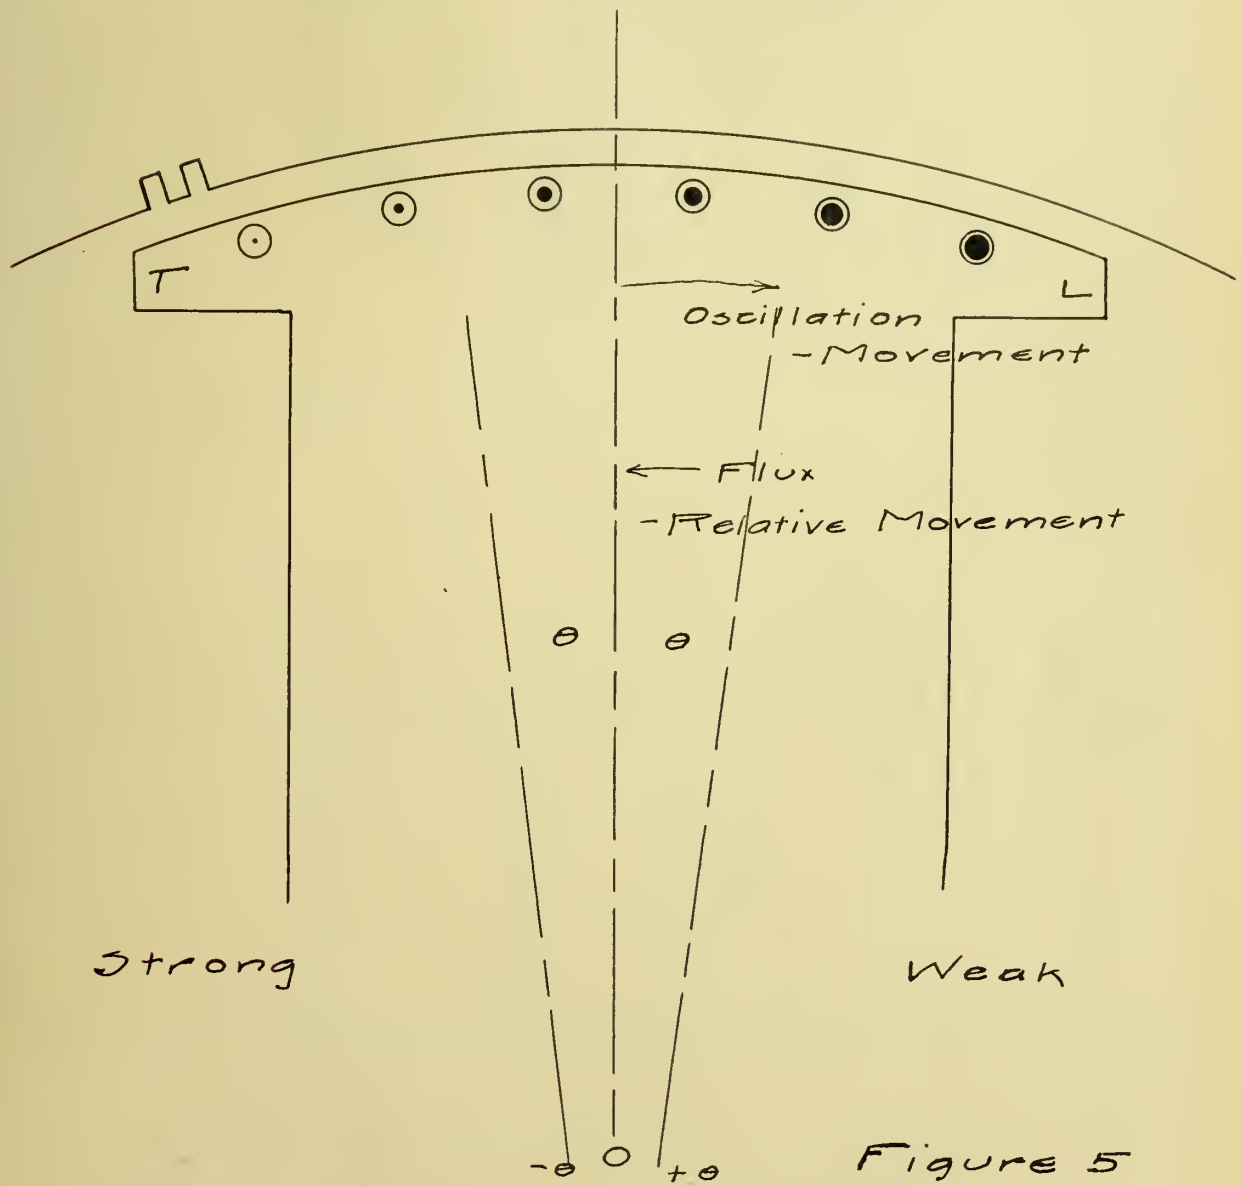 T
L
Oscillation
-Movement
Flux
-Relative Movement
θ θ
Strong
Weak
-θ O +θ
Figure 5